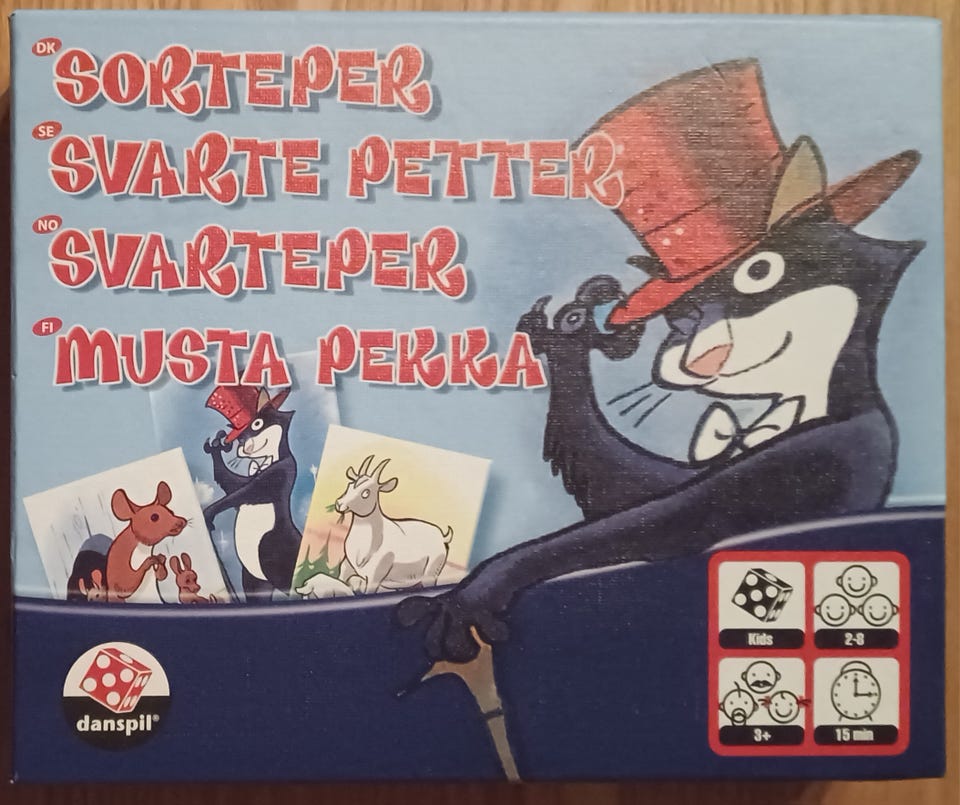 DK SORTEPER
SE SVARTE PETTER
NO SVARTEPER
FI MUSTA PEKKA
Kids
2-8
3+
15 min
danspil®